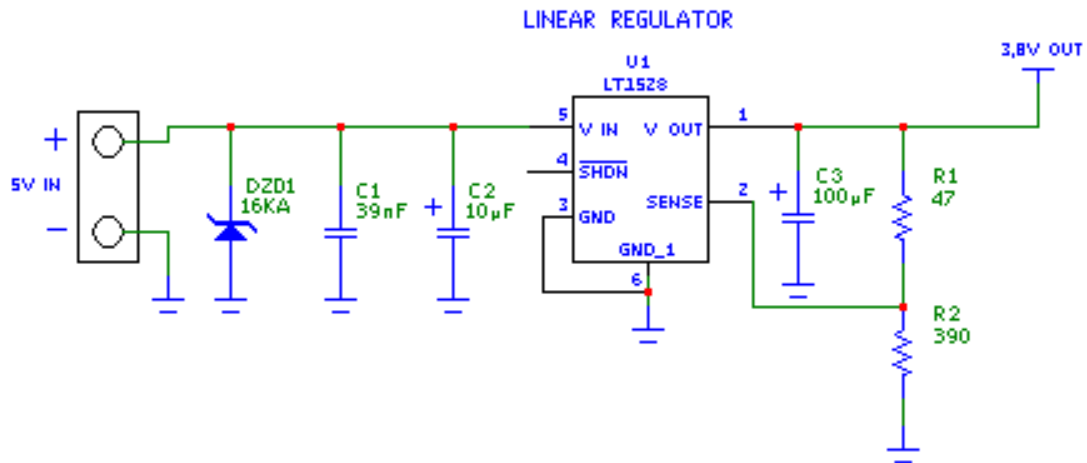 LINEAR REGULATOR
3,8V OUT
U1
LT1528
5
V IN
V OUT
1
+
5V IN
−
4
SHDN
DZD1
16KA
C1
39nF
+
C2
10µF
3
GND
SENSE
2
+
C3
100µF
R1
47
GND_1
6
R2
390